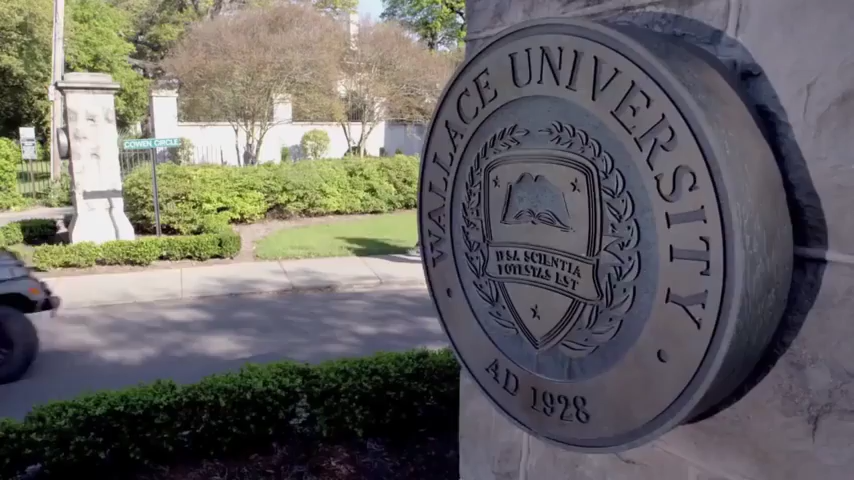 COWEN CIRCLE
WALLACE UNIVERSITY
IPSA SCIENTIA
POTESTAS EST
AD 1928